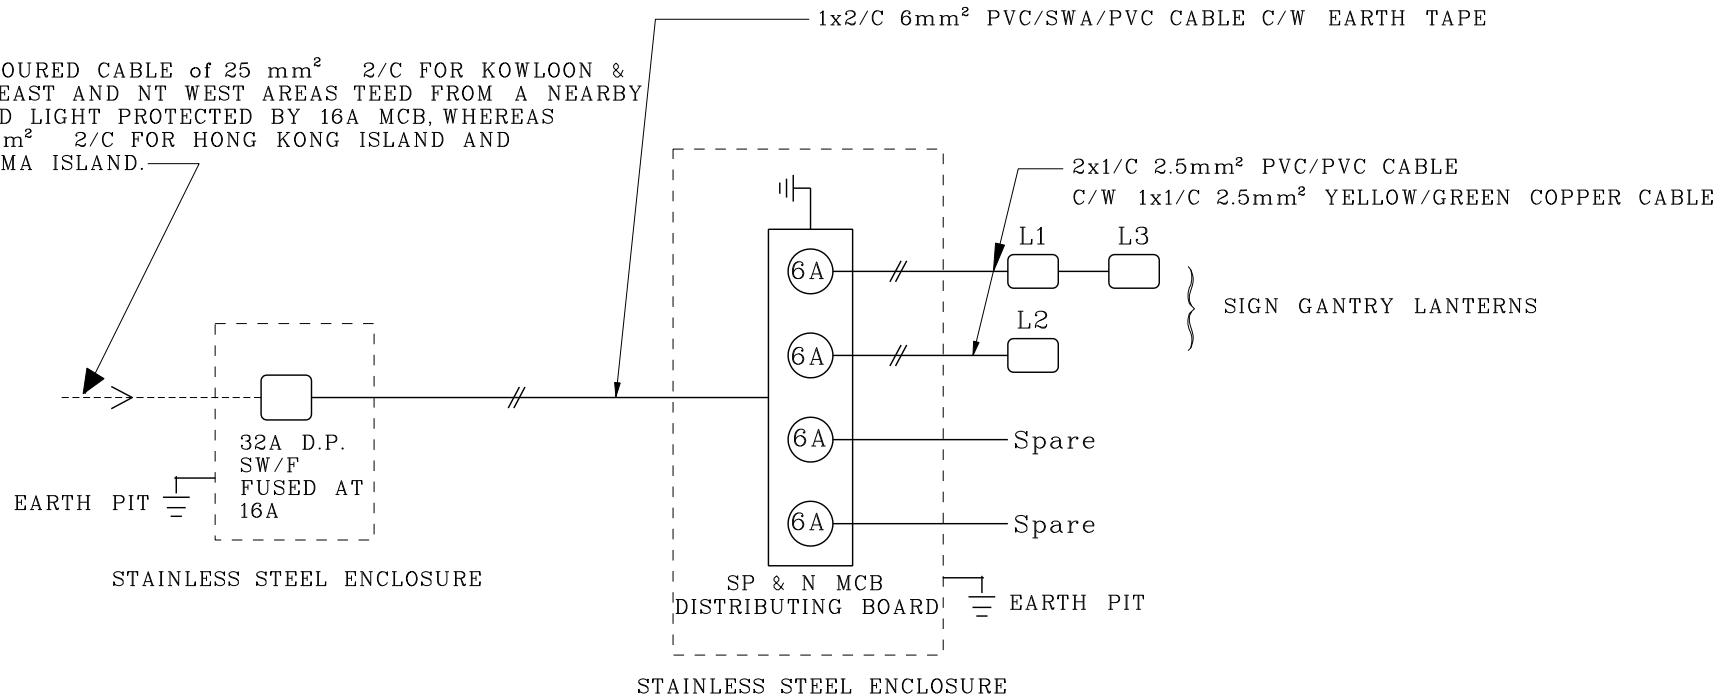 1x2/C 6mm² PVC/SWA/PVC CABLE C/W EARTH TAPE
OURED CABLE of 25 mm² 2/C FOR KOWLOON &
EAST AND NT WEST AREAS TEED FROM A NEARBY
D LIGHT PROTECTED BY 16A MCB, WHEREAS
m² 2/C FOR HONG KONG ISLAND AND
MA ISLAND.
2x1/C 2.5mm² PVC/PVC CABLE
C/W 1x1/C 2.5mm² YELLOW/GREEN COPPER CABLE
L1 L3
6A
SIGN GANTRY LANTERNS
L2
6A
32A D.P.
SW/F
FUSED AT
16A
EARTH PIT
STAINLESS STEEL ENCLOSURE
6A Spare
6A Spare
SP & N MCB
DISTRIBUTING BOARD
EARTH PIT
STAINLESS STEEL ENCLOSURE